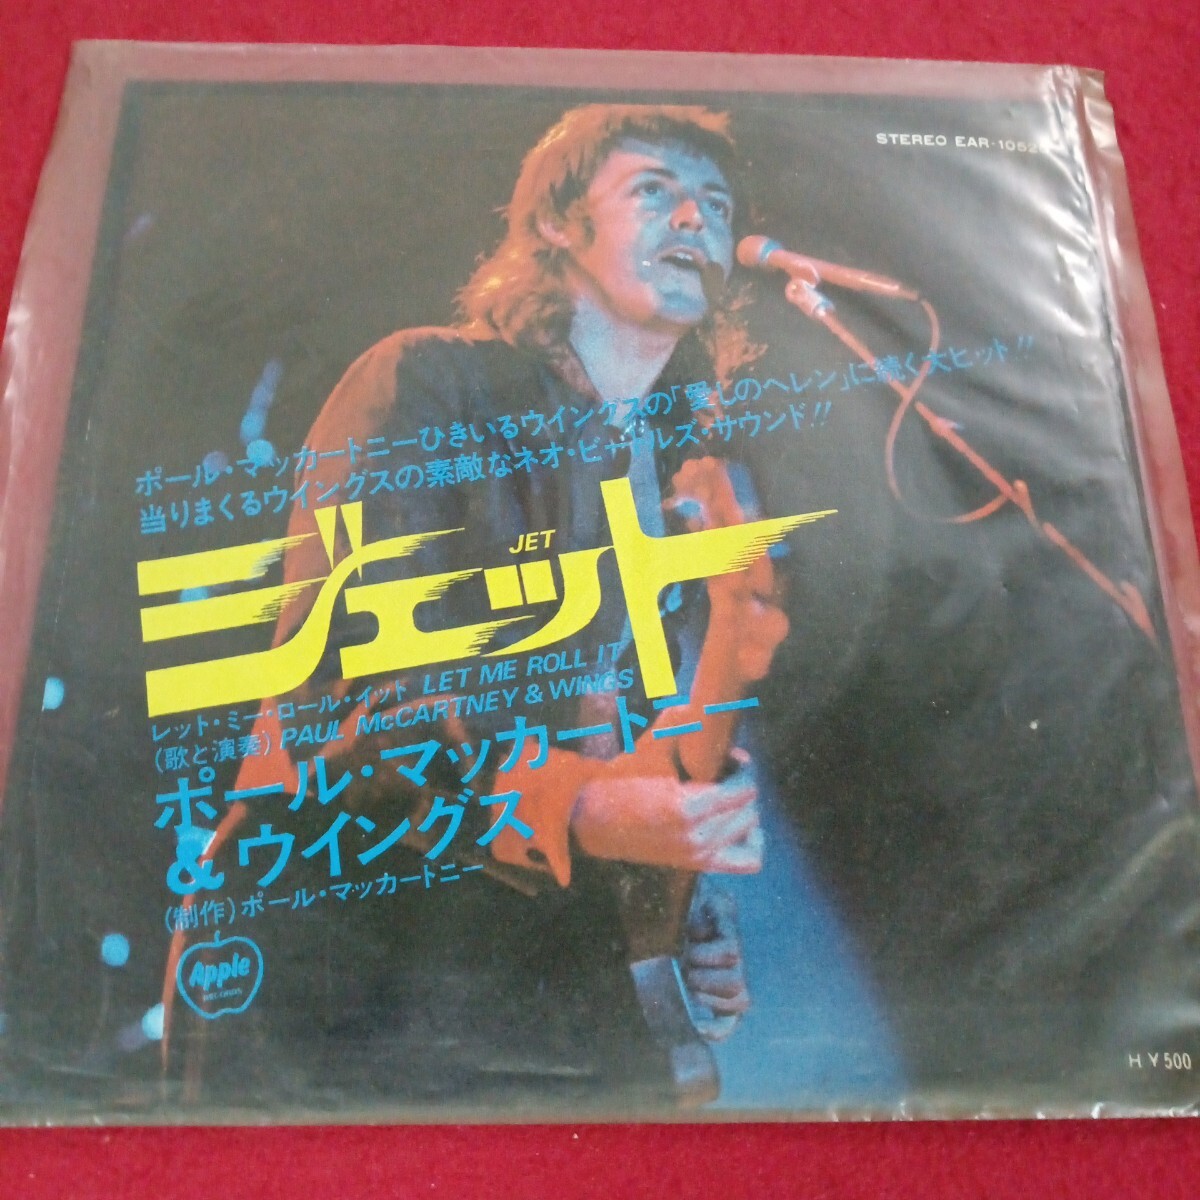 STEREO EAR-1052
ポール・マッカートニーひきいるウイングスの「愛しのヘレン」に続く大ヒット!!
当りまくるウイングスの素敵なネオ・ビートルズ・サウンド!!
JET
ジェット
レット・ミー・ロール・イット LET ME ROLL IT
(歌と演奏) PAUL McCARTNEY & WINGS
ポール・マッカートニー
&ウイングス
(制作)ポール・マッカートニー
Apple
RECORDS
H ¥500